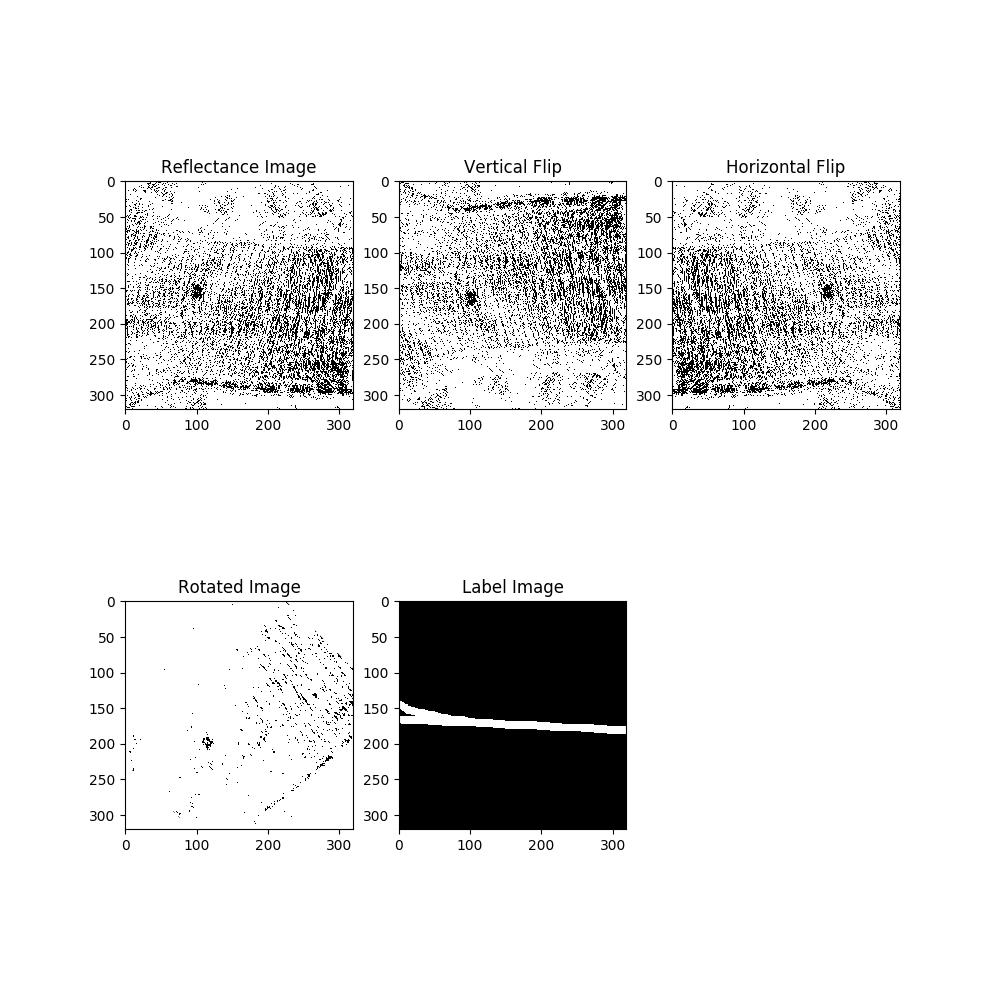 Reflectance Image Vertical Flip Horizontal Flip
0 0 0
50 50 50
100 100 100
150 150 150
200 200 200
250 250 250
300 300 300
0 100 200 300 0 100 200 300 0 100 200 300
Rotated Image Label Image
0 0
50 50
100 100
150 150
200 200
250 250
300 300
0 100 200 300 0 100 200 300